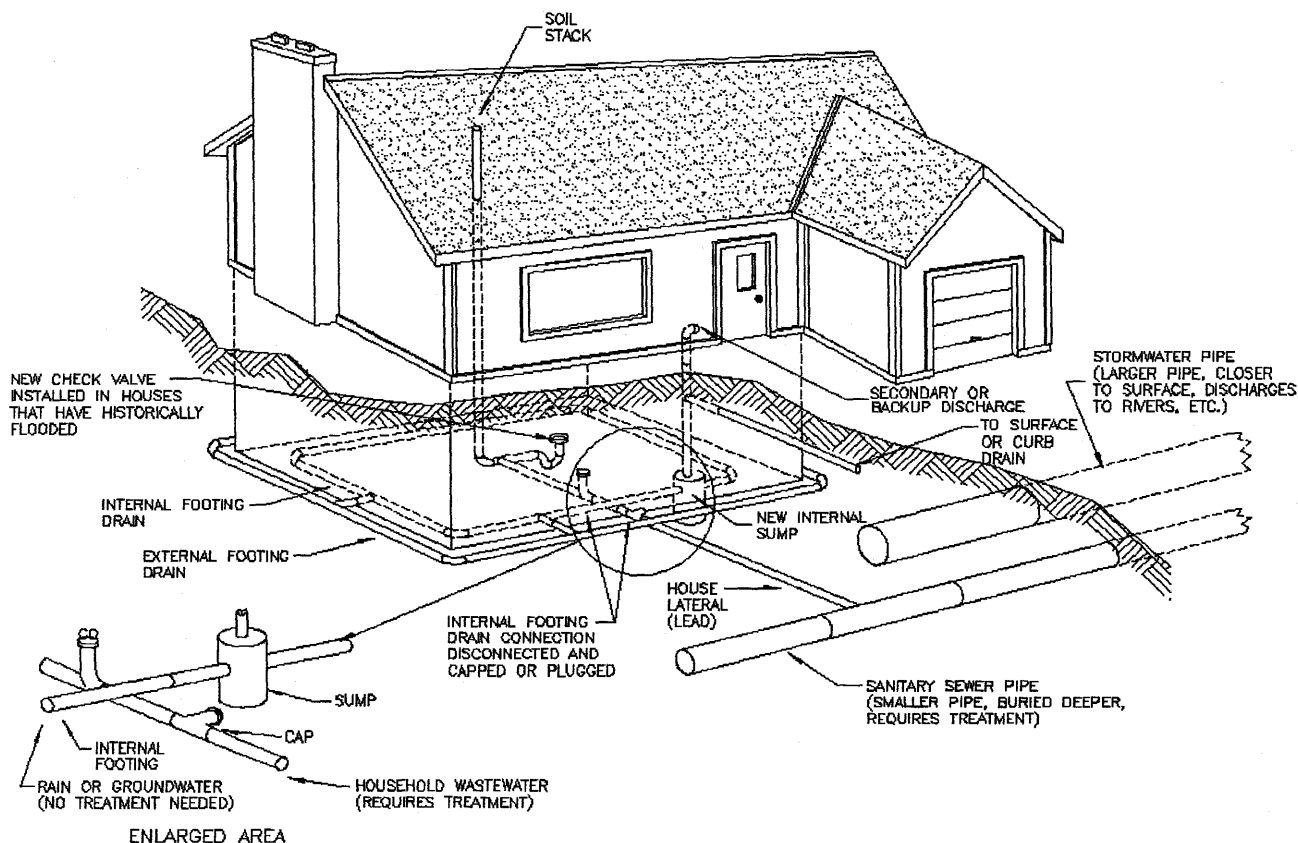 SOIL
STACK
NEW CHECK VALVE
INSTALLED IN HOUSES
THAT HAVE HISTORICALLY
FLOODED
STORMWATER PIPE
(LARGER PIPE, CLOSER
TO SURFACE, DISCHARGES
TO RIVERS, ETC.)
SECONDARY OR
BACKUP DISCHARGE
TO SURFACE
OR CURB
DRAIN
INTERNAL FOOTING
DRAIN
EXTERNAL FOOTING
DRAIN
NEW INTERNAL
SUMP
HOUSE
LATERAL
(LEAD)
INTERNAL FOOTING
DRAIN CONNECTION
DISCONNECTED AND
CAPPED OR PLUGGED
SANITARY SEWER PIPE
(SMALLER PIPE, BURIED DEEPER,
REQUIRES TREATMENT)
SUMP
CAP
INTERNAL
FOOTING
RAIN OR GROUNDWATER
(NO TREATMENT NEEDED)
HOUSEHOLD WASTEWATER
(REQUIRES TREATMENT)
ENLARGED AREA